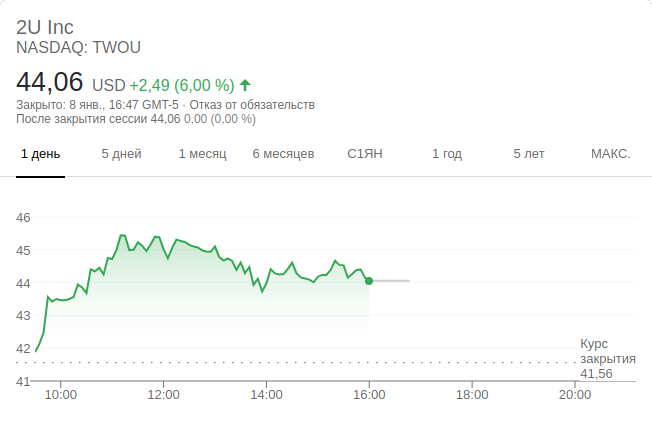 2U Inc
NASDAQ: TWOU
44,06 USD +2,49 (6,00 %)
Закрыто: 8 янв., 16:47 GMT-5 · Отказ от обязательств
После закрытия сессии 44,06 0,00 (0,00 %)
1 день 5 дней 1 месяц 6 месяцев С1ЯН 1 год 5 лет МАКС.
46
45
44
43
42
41
Курс
закрытия
41,56
10:00 12:00 14:00 16:00 18:00 20:00